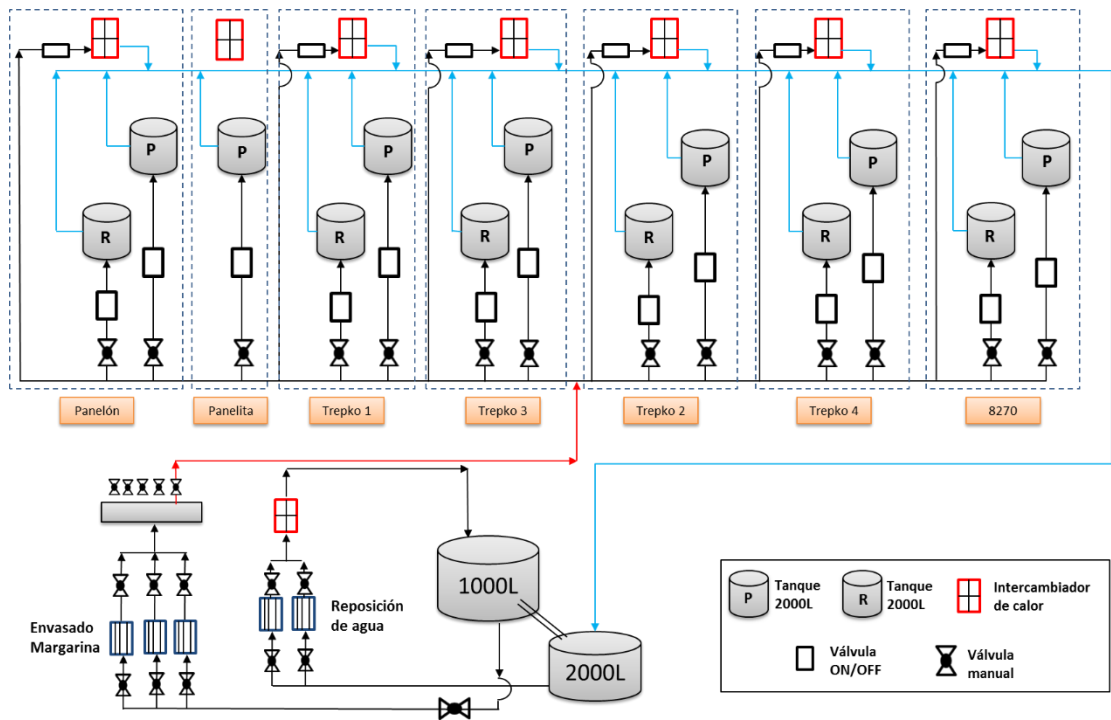 P
P
P
P
P
P
P
R
R
R
R
R
R
Panelón
Panelita
Trepko 1
Trepko 3
Trepko 2
Trepko 4
8270
1000L
2000L
Envasado
Margarina
Reposición
de agua
P
Tanque
2000L
R
Tanque
2000L
Intercambiador
de calor
Válvula
ON/OFF
Válvula
manual